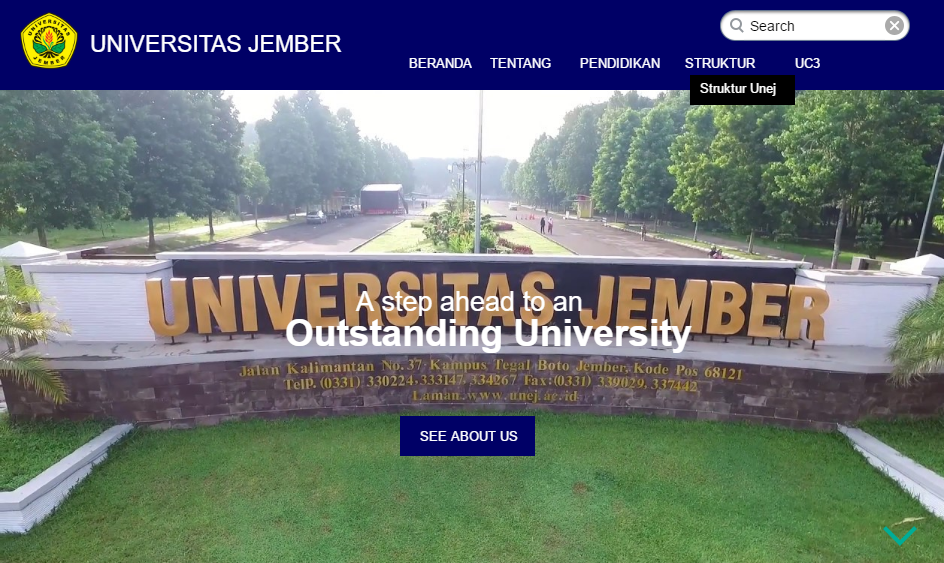 UNIVERSITAS JEMBER
UNIVERSITAS JEMBER
Search
BERANDA TENTANG PENDIDIKAN STRUKTUR UC3
Struktur Unej
UNIVERSITAS JEMBER
A step ahead to an
Outstanding University
Jalan Kalimantan No.37 Kampus Tegal Boto Jember, Kode Pos 68121
Telp. (0331) 330224, 333147, 334267 Fax:(0331) 339029, 337442
Laman www.unej.ac.id
SEE ABOUT US